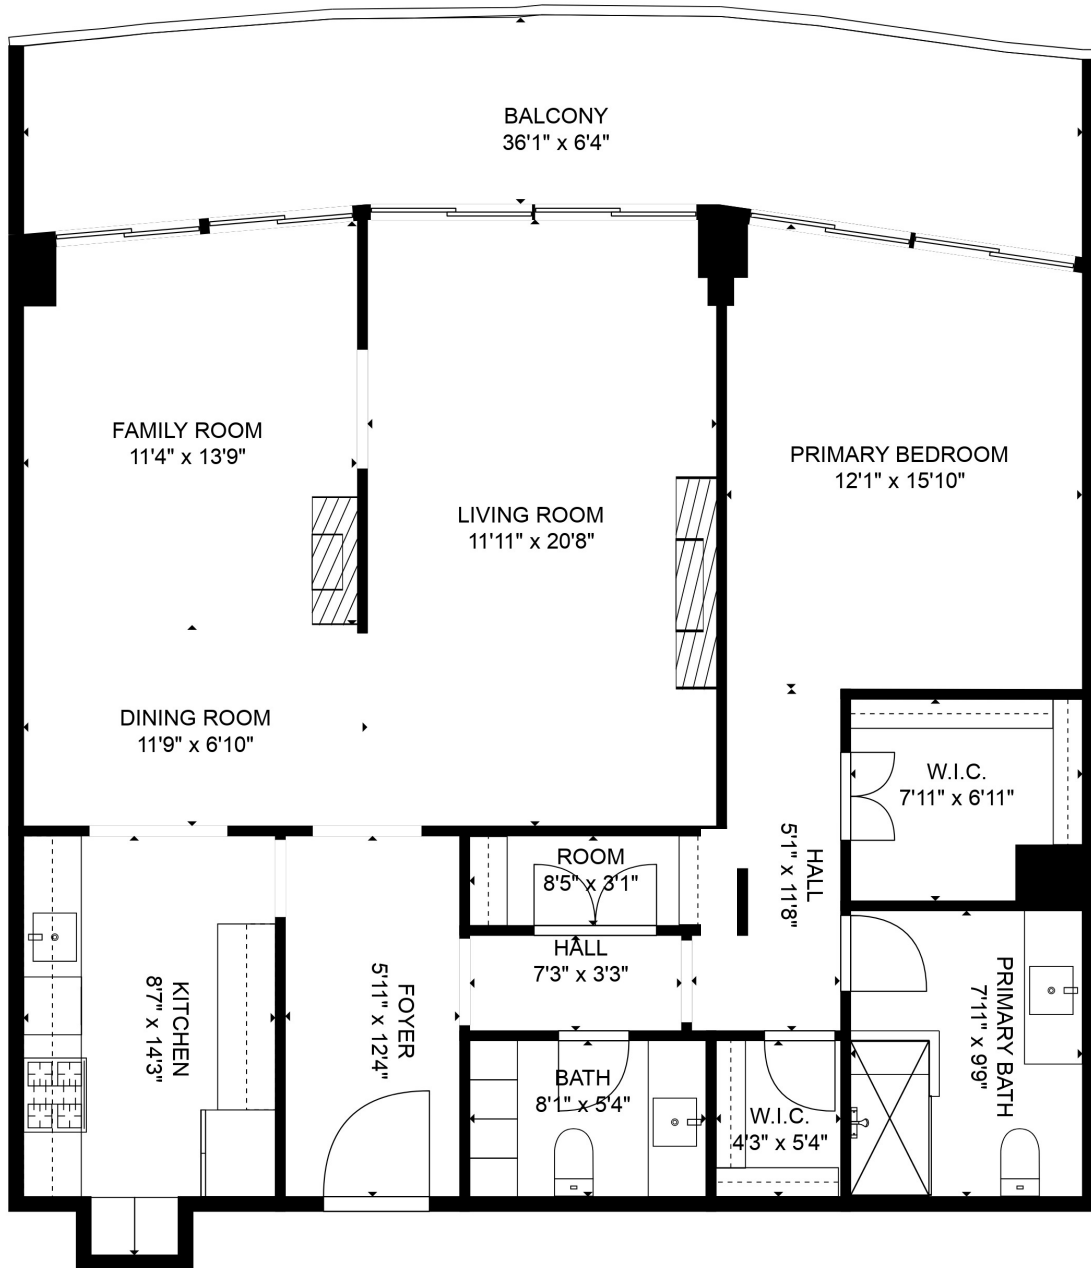 BALCONY
36'1" x 6'4"
FAMILY ROOM
11'4" x 13'9"
PRIMARY BEDROOM
12'1" x 15'10"
LIVING ROOM
11'11" x 20'8"
DINING ROOM
11'9" x 6'10"
W.I.C.
7'11" x 6'11"
ROOM
8'5" x 3'1"
HALL
5'1" x 11'8"
HALL
7'3" x 3'3"
KITCHEN
8'7" x 14'3"
FOYER
5'11" x 12'4"
PRIMARY BATH
7'11" x 9'9"
BATH
8'1" x 5'4"
W.I.C.
4'3" x 5'4"